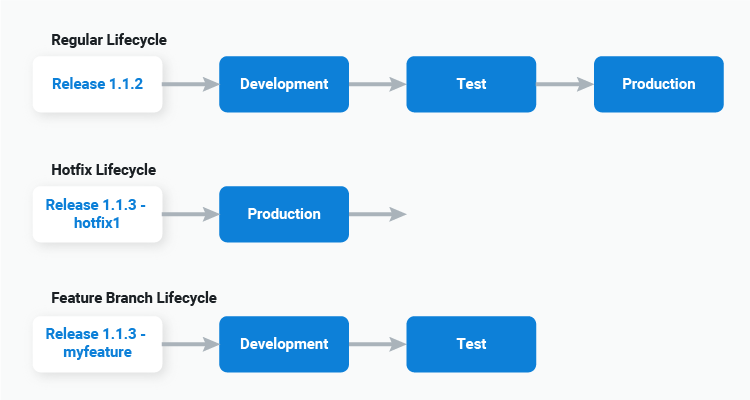 Regular Lifecycle
Release 1.1.2
Development
Test
Production
Hotfix Lifecycle
Release 1.1.3 -
hotfix1
Production
Feature Branch Lifecycle
Release 1.1.3 -
myfeature
Development
Test